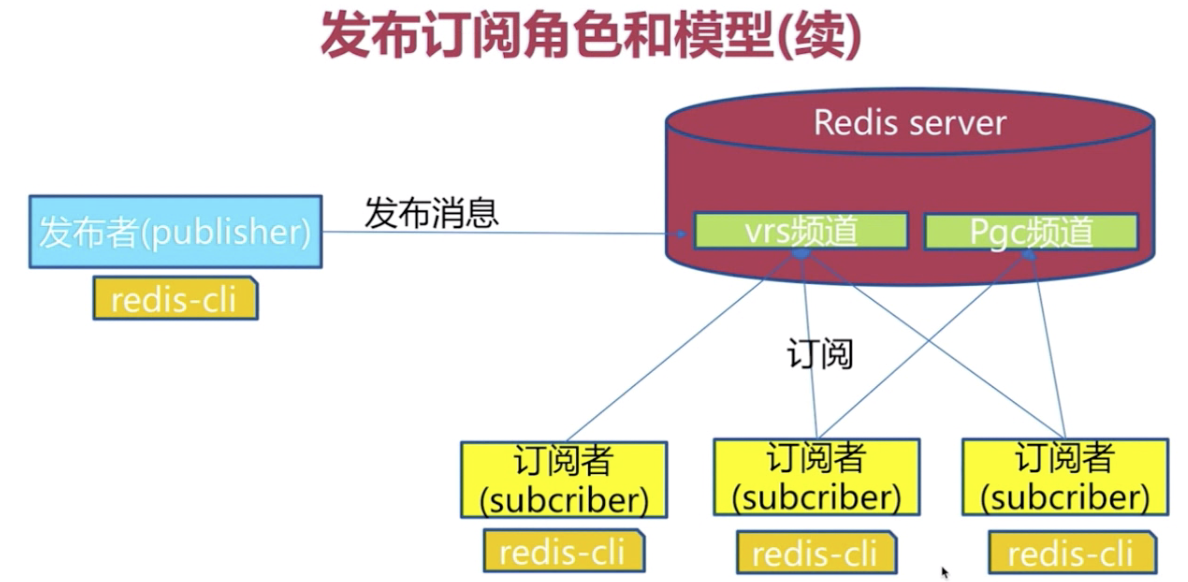 发布订阅角色和模型(续)
Redis server
发布消息
发布者(publisher)
vrs频道
Pgc频道
redis-cli
订阅
订阅者
(subcriber)
订阅者
(subcriber)
订阅者
(subcriber)
redis-cli
redis-cli
redis-cli